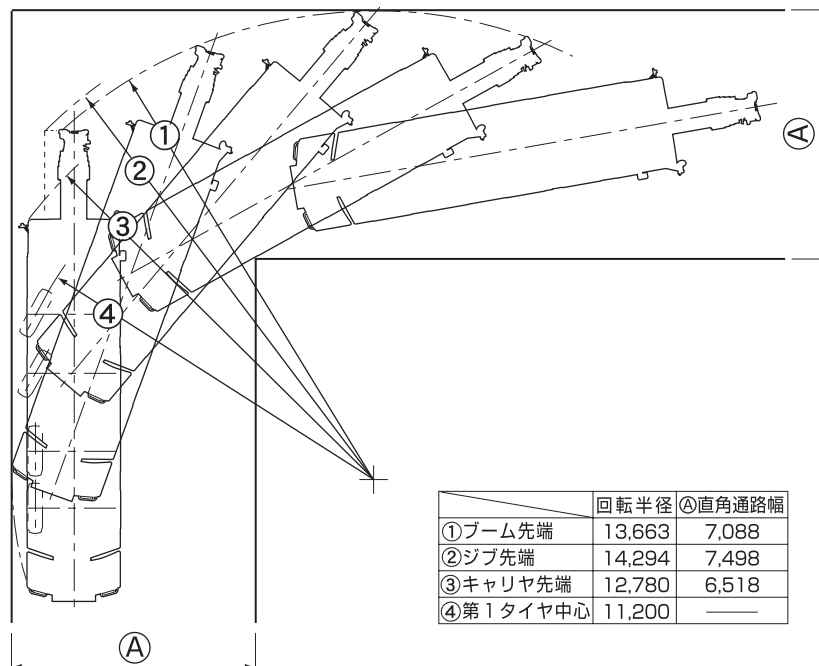 ①
②
③
④
Ⓐ
回転半径 Ⓐ直角通路幅
①ブーム先端 13,663 7,088
②ジブ先端 14,294 7,498
③キャリヤ先端 12,780 6,518
④第1タイヤ中心 11,200 ——
Ⓐ